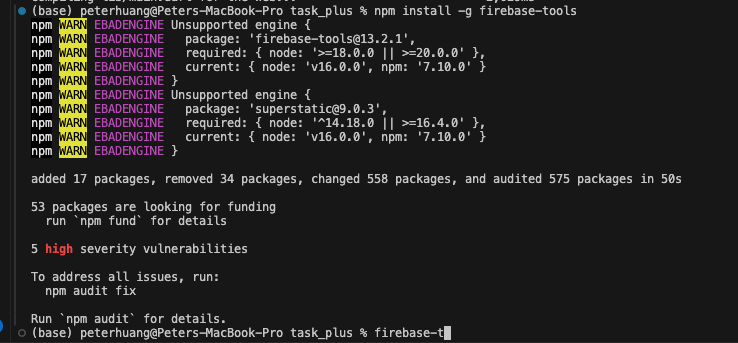 (base) peterhuang@Peters-MacBook-Pro task_plus % npm install -g firebase-tools
npm WARN EBADENGINE Unsupported engine {
npm WARN EBADENGINE   package: 'firebase-tools@13.2.1',
npm WARN EBADENGINE   required: { node: '>=18.0.0 || >=20.0.0' },
npm WARN EBADENGINE   current: { node: 'v16.0.0', npm: '7.10.0' }
npm WARN EBADENGINE }
npm WARN EBADENGINE Unsupported engine {
npm WARN EBADENGINE   package: 'superstatic@9.0.3',
npm WARN EBADENGINE   required: { node: '^14.18.0 || >=16.4.0' },
npm WARN EBADENGINE   current: { node: 'v16.0.0', npm: '7.10.0' }
npm WARN EBADENGINE }
added 17 packages, removed 34 packages, changed 558 packages, and audited 575 packages in 50s
53 packages are looking for funding
  run `npm fund` for details
5 high severity vulnerabilities
To address all issues, run:
  npm audit fix
Run `npm audit` for details.
(base) peterhuang@Peters-MacBook-Pro task_plus % firebase-t